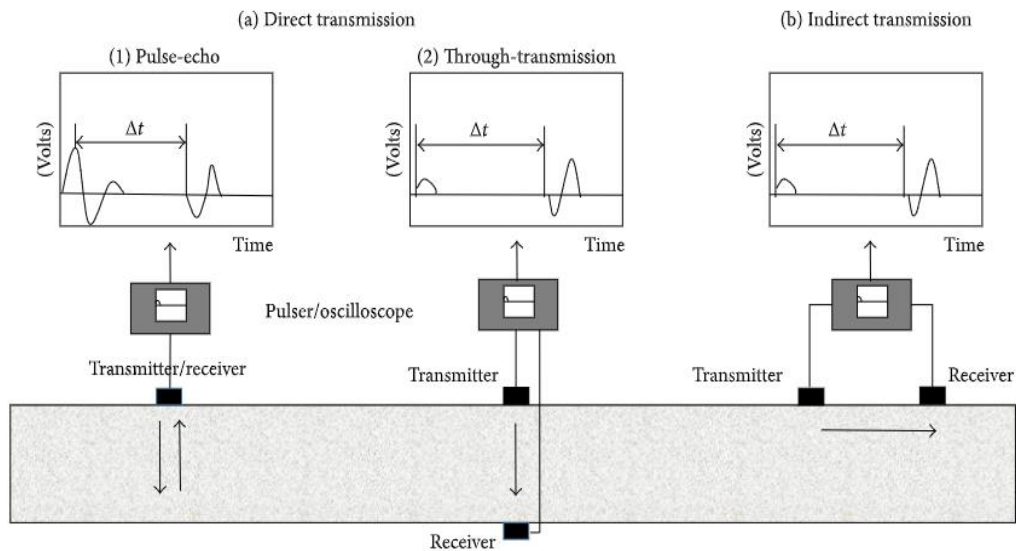 (a) Direct transmission
(b) Indirect transmission
(1) Pulse-echo
(2) Through-transmission
(Volts)
Δt
Time
(Volts)
Δt
Time
(Volts)
Δt
Time
Pulser/oscilloscope
Transmitter/receiver
Transmitter
Transmitter
Receiver
Receiver